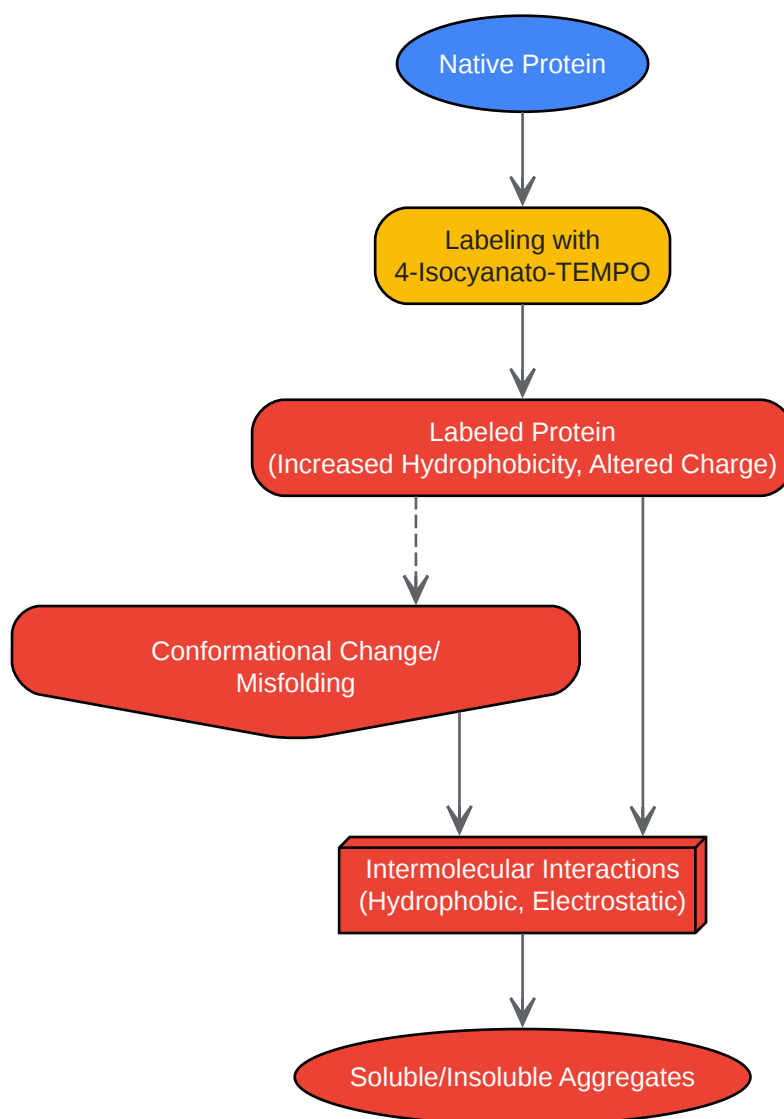 Native Protein
Labeling with
4-Isocyanato-TEMPO
Labeled Protein
(Increased Hydrophobicity, Altered Charge)
Conformational Change/
Misfolding
Intermolecular Interactions
(Hydrophobic, Electrostatic)
Soluble/Insoluble Aggregates